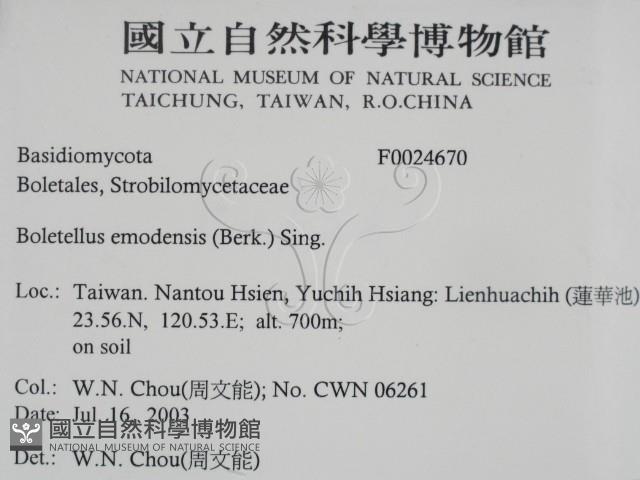 國立自然科學博物館
NATIONAL MUSEUM OF NATURAL SCIENCE
TAICHUNG, TAIWAN, R.O.CHINA
Basidiomycota F0024670
Boletales, Strobilomycetaceae
Boletellus emodensis (Berk.) Sing.
Loc.: Taiwan. Nantou Hsien, Yuchih Hsiang: Lienhuachih (蓮華池)
23.56.N, 120.53.E; alt. 700m;
on soil
Col.: W.N. Chou(周文能); No. CWN 06261
Date: Jul. 16, 2003
國立自然科學博物館
NATIONAL MUSEUM OF NATURAL SCIENCE
Det.: W.N. Chou(周文能)